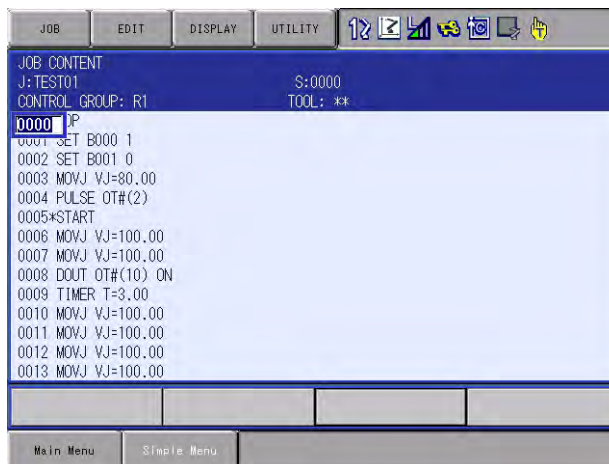 JOB EDIT DISPLAY UTILITY
JOB CONTENT
J:TEST01 S:0000
CONTROL GROUP: R1 TOOL: **
0000 OP
0001 SET B000 1
0002 SET B001 0
0003 MOVJ VJ=80.00
0004 PULSE OT#(2)
0005*START
0006 MOVJ VJ=100.00
0007 MOVJ VJ=100.00
0008 DOUT OT#(10) ON
0009 TIMER T=3.00
0010 MOVJ VJ=100.00
0011 MOVJ VJ=100.00
0012 MOVJ VJ=100.00
0013 MOVJ VJ=100.00
Main Menu Simple Menu